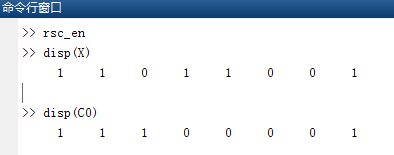 命令行窗口
>> rsc_en
>> disp(X)
1 1 0 1 1 0 0 1
>> disp(C0)
1 1 1 0 0 0 0 1